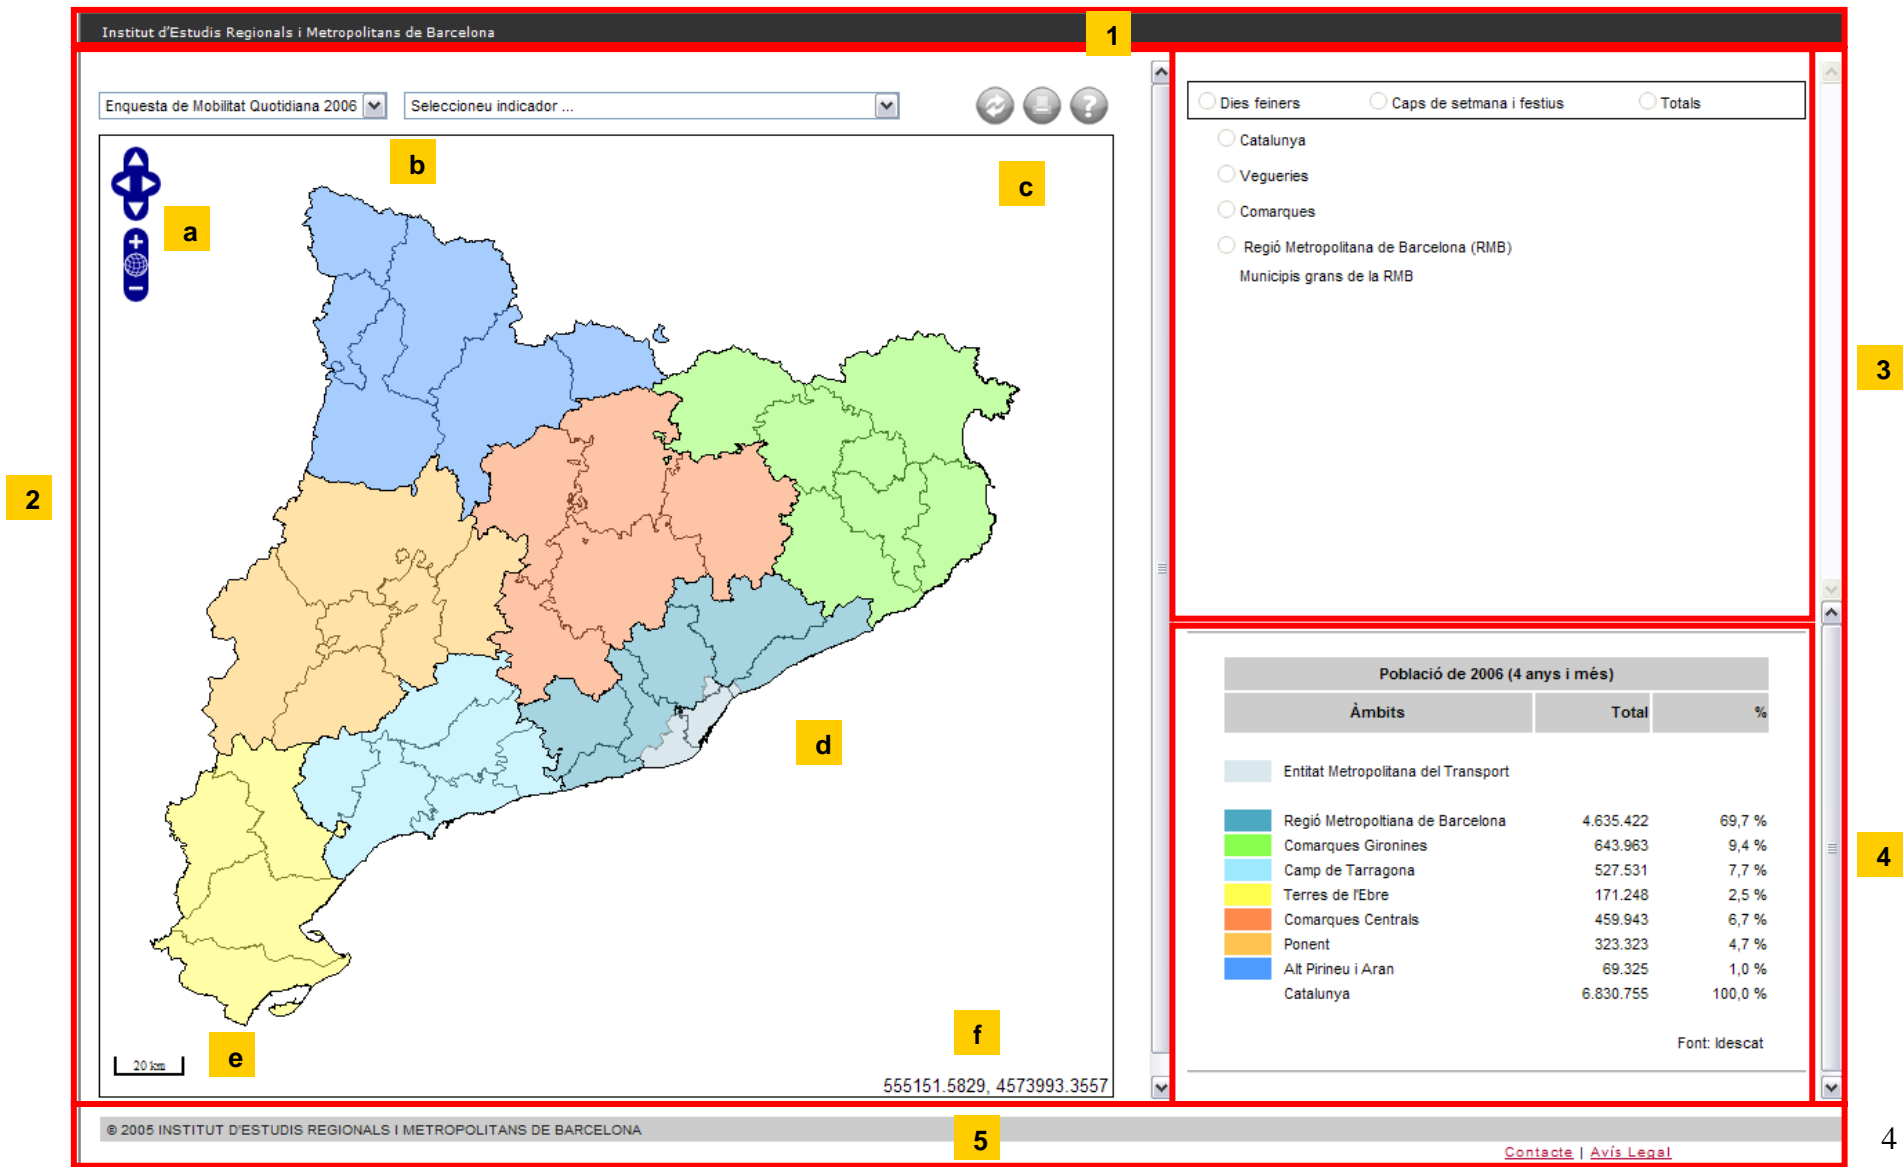 1
Institut d'Estudis Regionals i Metropolitans de Barcelona
Enquesta de Mobilitat Quotidiana 2006
Seleccioneu indicador ...
?
a
b
c
d
e
f
20 km
555151.5829, 4573993.3557
2
Dies feiners Caps de setmana i festius Totals
Catalunya
Vegueries
Comarques
Regió Metropolitana de Barcelona (RMB)
Municipis grans de la RMB
3
Població de 2006 (4 anys i més)
Àmbits Total %
Entitat Metropolitana del Transport
Regió Metropoltiana de Barcelona 4.635.422 69,7 %
Comarques Gironines 643.963 9,4 %
Camp de Tarragona 527.531 7,7 %
Terres de l'Ebre 171.248 2,5 %
Comarques Centrals 459.943 6,7 %
Ponent 323.323 4,7 %
Alt Pirineu i Aran 69.325 1,0 %
Catalunya 6.830.755 100,0 %
Font: Idescat
4
© 2005 INSTITUT D'ESTUDIS REGIONALS I METROPOLITANS DE BARCELONA
5
Contacte | Avís Legal
4